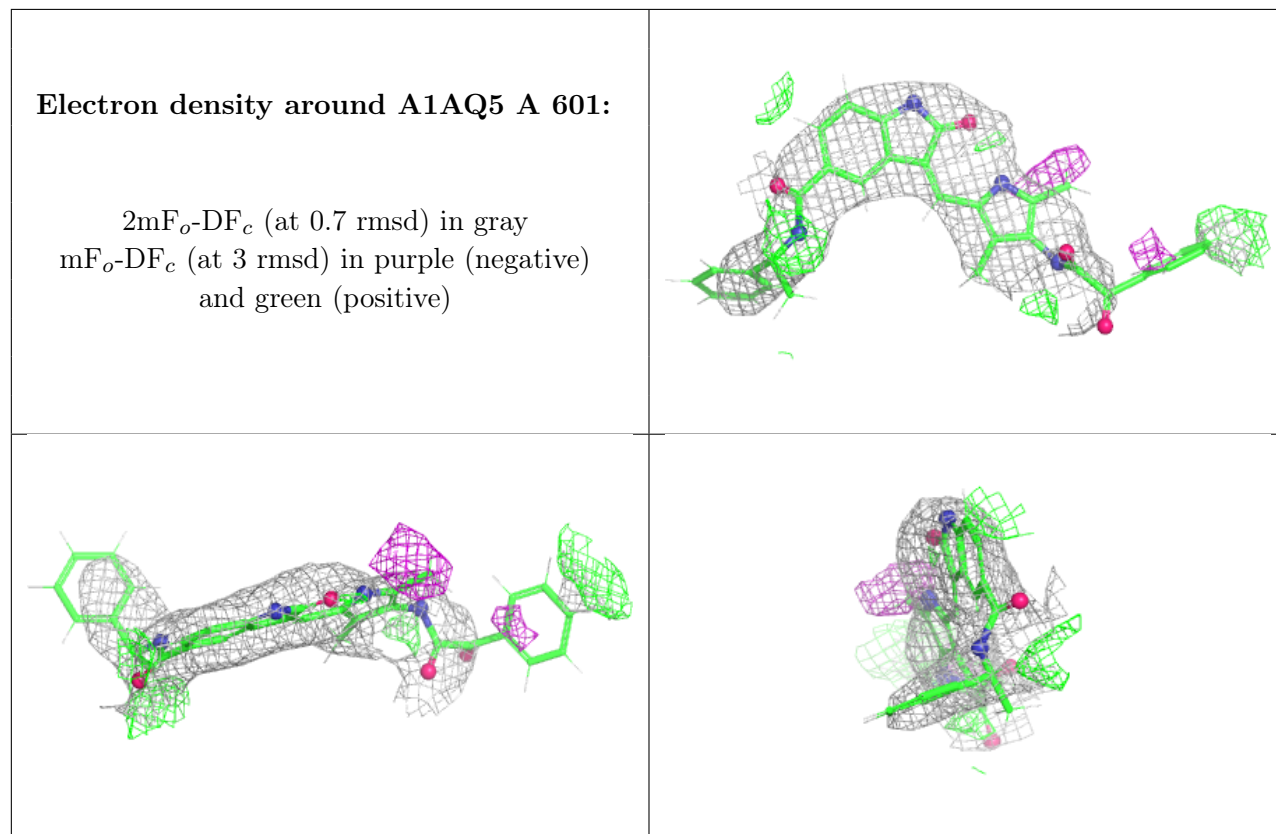 Electron density around A1AQ5 A 601:
2mFo-DFc (at 0.7 rmsd) in gray
mFo-DFc (at 3 rmsd) in purple (negative)
and green (positive)